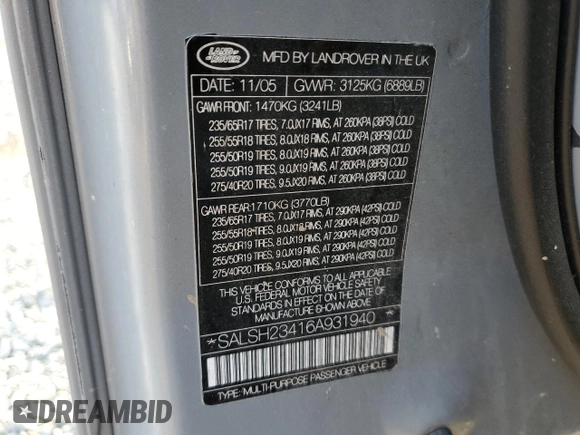 LAND-
ROVER
MFD BY LANDROVER IN THE UK
DATE: 11/05 GVWR: 3125KG (6889LB)
GAWR FRONT: 1470KG (3241LB)
235/65R17 TIRES, 7.0JX17 RIMS, AT 260KPA (38PSI) COLD
255/55R18 TIRES, 8.0JX18 RIMS, AT 260KPA (38PSI) COLD
255/50R19 TIRES, 8.0JX19 RIMS, AT 260KPA (38PSI) COLD
255/50R19 TIRES, 9.0JX19 RIMS, AT 260KPA (38PSI) COLD
275/40R20 TIRES, 9.5JX20 RIMS, AT 260KPA (38PSI) COLD
GAWR REAR: 1710KG (3770LB)
235/65R17 TIRES, 7.0JX17 RIMS, AT 290KPA (42PSI) COLD
255/55R18 TIRES, 8.0JX18 RIMS, AT 290KPA (42PSI) COLD
255/50R19 TIRES, 8.0JX19 RIMS, AT 290KPA (42PSI) COLD
255/50R19 TIRES, 9.0JX19 RIMS, AT 290KPA (42PSI) COLD
275/40R20 TIRES, 9.5JX20 RIMS, AT 290KPA (42PSI) COLD
THIS VEHICLE CONFORMS TO ALL APPLICABLE
U.S. FEDERAL MOTOR VEHICLE SAFETY
STANDARDS IN EFFECT ON THE DATE OF
MANUFACTURE SHOWN ABOVE
*SALSH23416A931940*
TYPE: MULTI-PURPOSE PASSENGER VEHICLE
DREAMBID